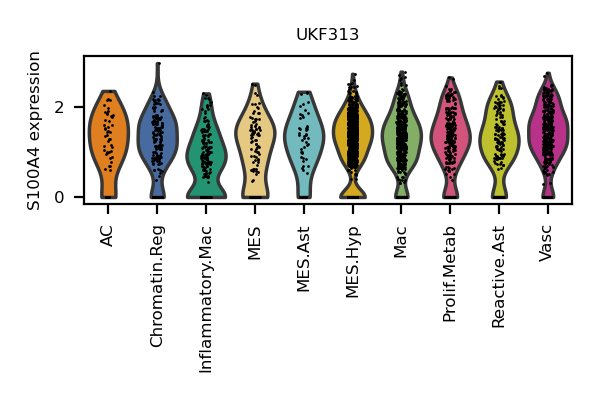 UKF313
S100A4 expression
2
0
AC
Chromatin.Reg
Inflammatory.Mac
MES
MES.Ast
MES.Hyp
Mac
Prolif.Metab
Reactive.Ast
Vasc